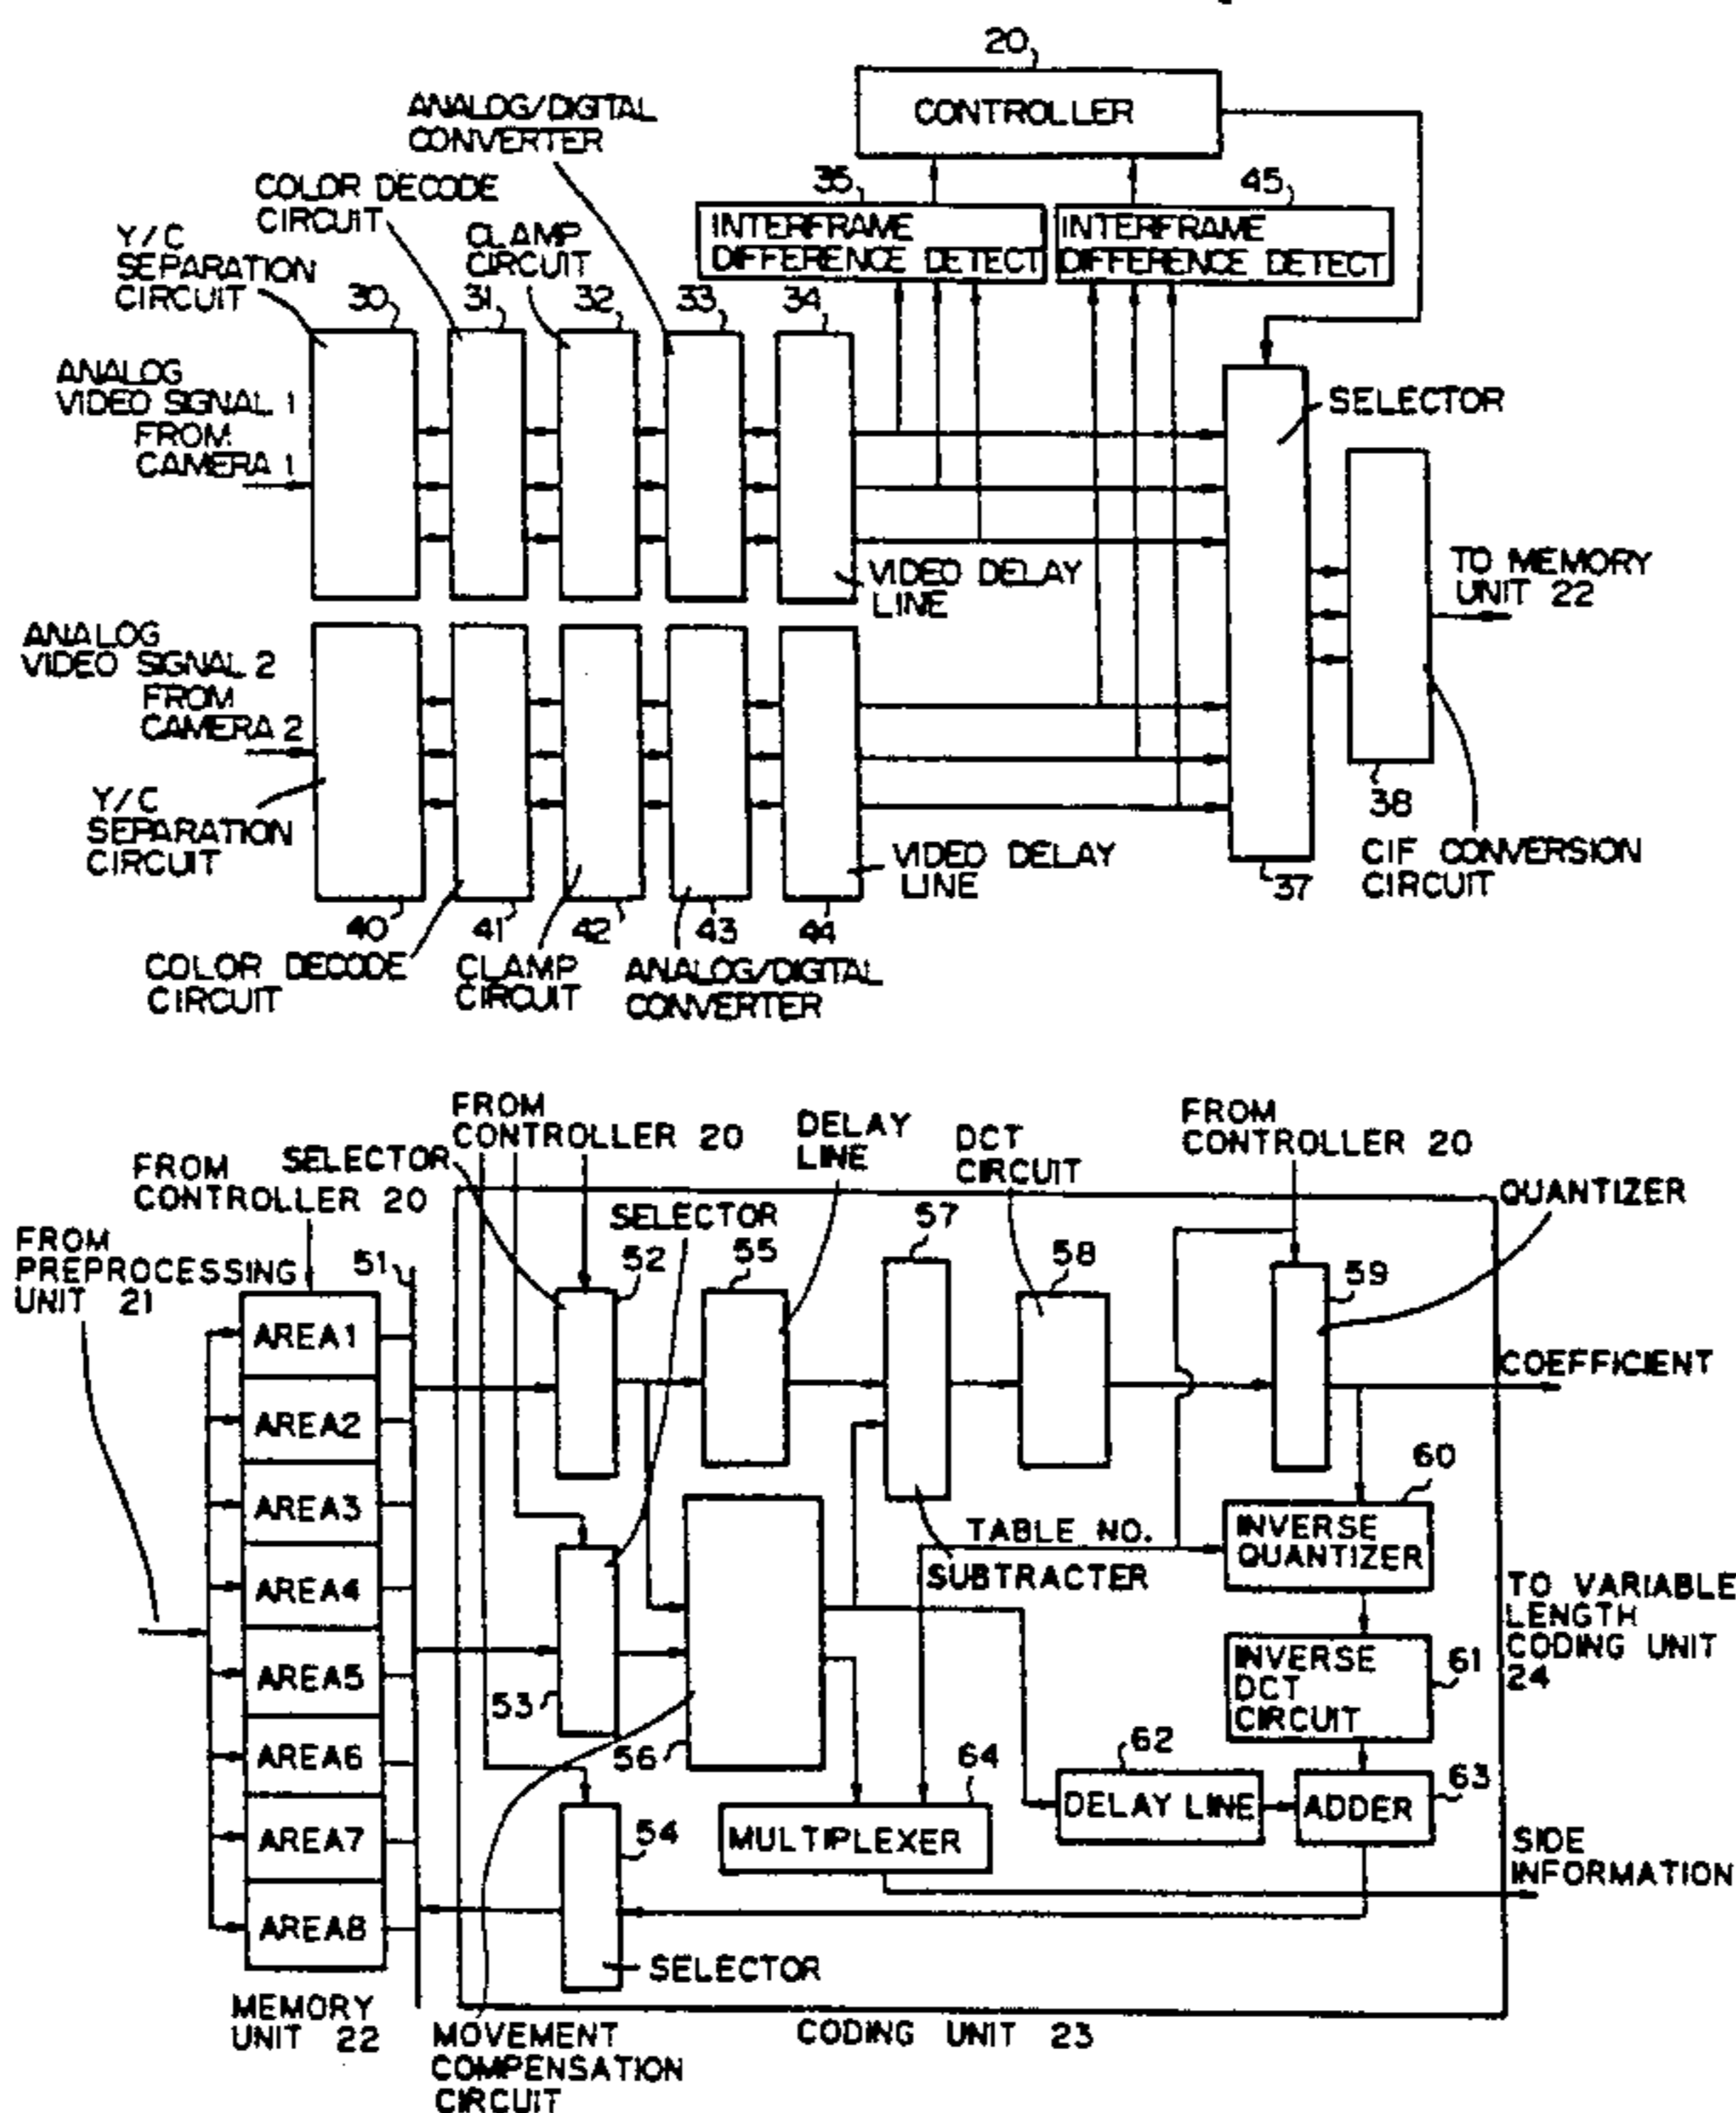 20
CONTROLLER
ANALOG/DIGITAL
CONVERTER
COLOR DECODE
CIRCUIT
CLAMP
CIRCUIT
Y/C
SEPARATION
CIRCUIT
35
INTERFRAME
DIFFERENCE DETECT
45
INTERFRAME
DIFFERENCE DETECT
30
31
32
33
34
ANALOG
VIDEO SIGNAL 1
FROM
CAMERA 1
SELECTOR
VIDEO DELAY
LINE
TO MEMORY
UNIT 22
ANALOG
VIDEO SIGNAL 2
FROM
CAMERA 2
Y/C
SEPARATION
CIRCUIT
VIDEO DELAY
LINE
38
CIF CONVERSION
CIRCUIT
37
40
41
42
43
44
COLOR DECODE
CIRCUIT
CLAMP
CIRCUIT
ANALOG/DIGITAL
CONVERTER
FROM
CONTROLLER 20
DELAY
LINE
DCT
CIRCUIT
FROM
CONTROLLER 20
FROM
CONTROLLER 20
SELECTOR
SELECTOR
QUANTIZER
FROM
PREPROCESSING
UNIT 21
51
52
55
57
58
59
AREA1
AREA2
AREA3
AREA4
AREA5
AREA6
AREA7
AREA8
COEFFICIENT
60
INVERSE
QUANTIZER
TABLE NO.
SUBTRACTER
TO VARIABLE
LENGTH
CODING UNIT
24
INVERSE
DCT
CIRCUIT
61
53
56
64
62
63
54
MULTIPLEXER
DELAY LINE
ADDER
SIDE
INFORMATION
SELECTOR
MEMORY
UNIT 22
MOVEMENT
COMPENSATION
CIRCUIT
CODING UNIT 23